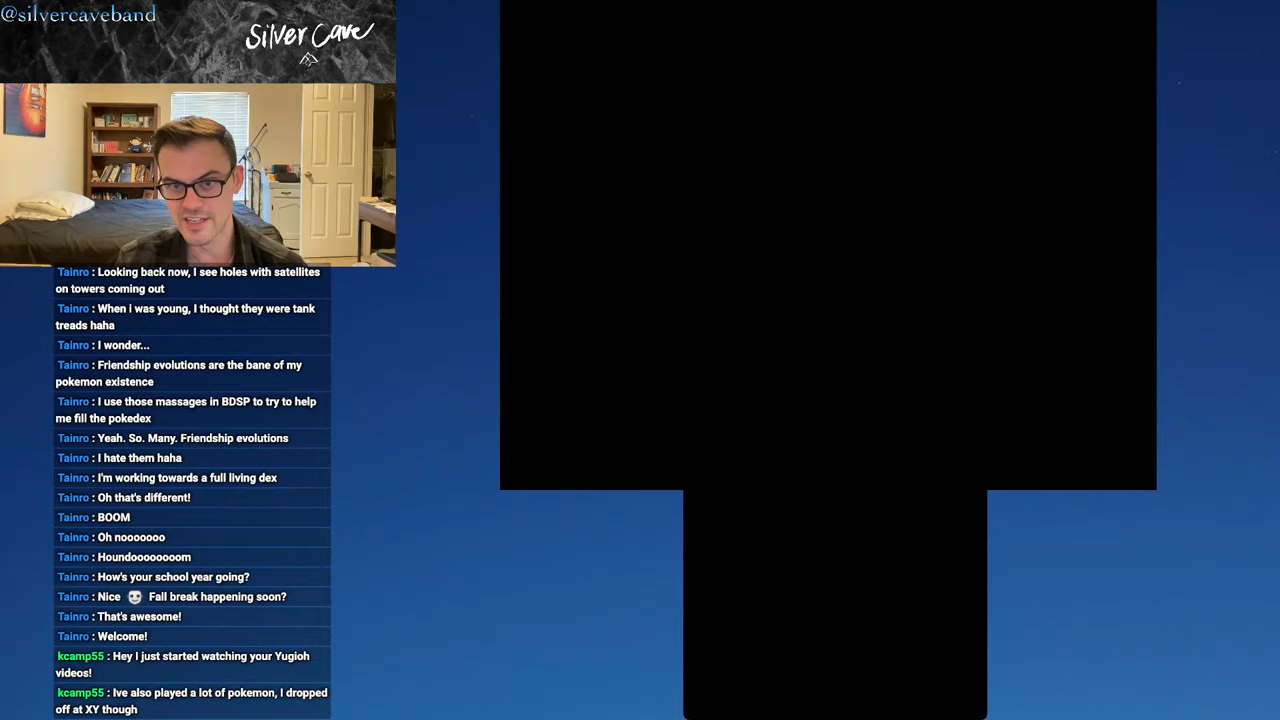 @silvercaveband
Silver Cave
Tainro : Looking back now, I see holes with satellites
on towers coming out
Tainro : When i was young, I thought they were tank
treads haha
Tainro : I wonder...
Tainro : Friendship evolutions are the bane of my
pokemon existence
Tainro : I use those massages in BDSP to try to help
me fill the pokedex
Tainro : Yeah. So. Many. Friendship evolutions
Tainro : I hate them haha
Tainro : I'm working towards a full living dex
Tainro : Oh that's different!
Tainro : BOOM
Tainro : Oh nooooooo
Tainro : Houndoooooooom
Tainro : How's your school year going?
Tainro : Nice Fall break happening soon?
Tainro : That's awesome!
Tainro : Welcome!
kcamp55 : Hey I just started watching your Yugioh
videos!
kcamp55 : Ive also played a lot of pokemon, I dropped
off at XY though